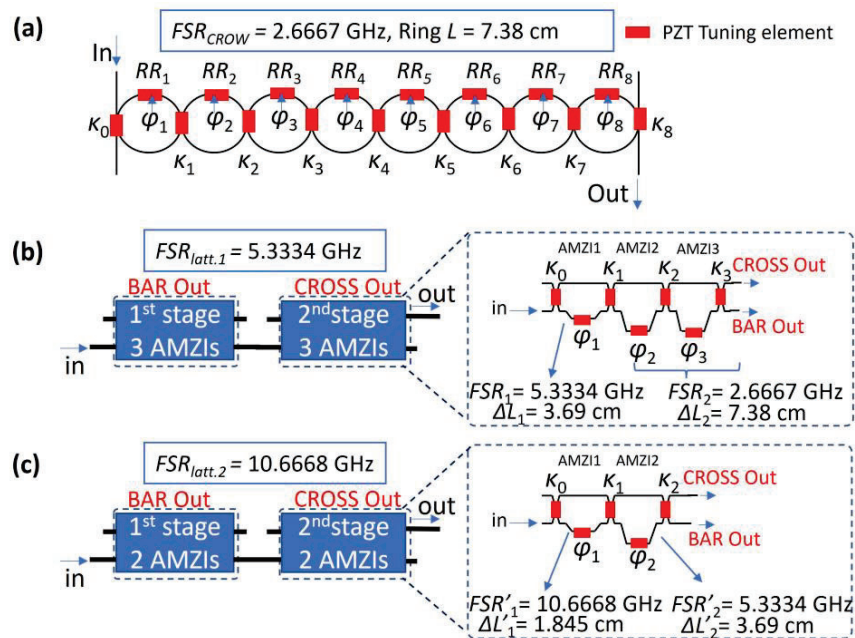 (a)
FSR_CROW = 2.6667 GHz, Ring L = 7.38 cm
PZT Tuning element
In
RR₁ RR₂ RR₃ RR₄ RR₅ RR₆ RR₇ RR₈
κ₀ φ₁ φ₂ φ₃ φ₄ φ₅ φ₆ φ₇ φ₈ κ₈
κ₁ κ₂ κ₃ κ₄ κ₅ κ₆ κ₇
Out
(b)
FSR_latt.1 = 5.3334 GHz
BAR Out CROSS Out
out
1st stage 2nd stage
3 AMZIs 3 AMZIs
in
AMZI1 AMZI2 AMZI3
κ₀ κ₁ κ₂ κ₃ CROSS Out
in
BAR Out
φ₁ φ₂ φ₃
FSR₁ = 5.3334 GHz FSR₂ = 2.6667 GHz
ΔL₁ = 3.69 cm ΔL₂ = 7.38 cm
(c)
FSR_latt.2 = 10.6668 GHz
BAR Out CROSS Out
out
1st stage 2nd stage
2 AMZIs 2 AMZIs
in
AMZI1 AMZI2
κ₀ κ₁ κ₂ CROSS Out
in
BAR Out
φ₁ φ₂
FSR'₁= 10.6668 GHz FSR'₂= 5.3334 GHz
ΔL'₁= 1.845 cm ΔL'₂= 3.69 cm